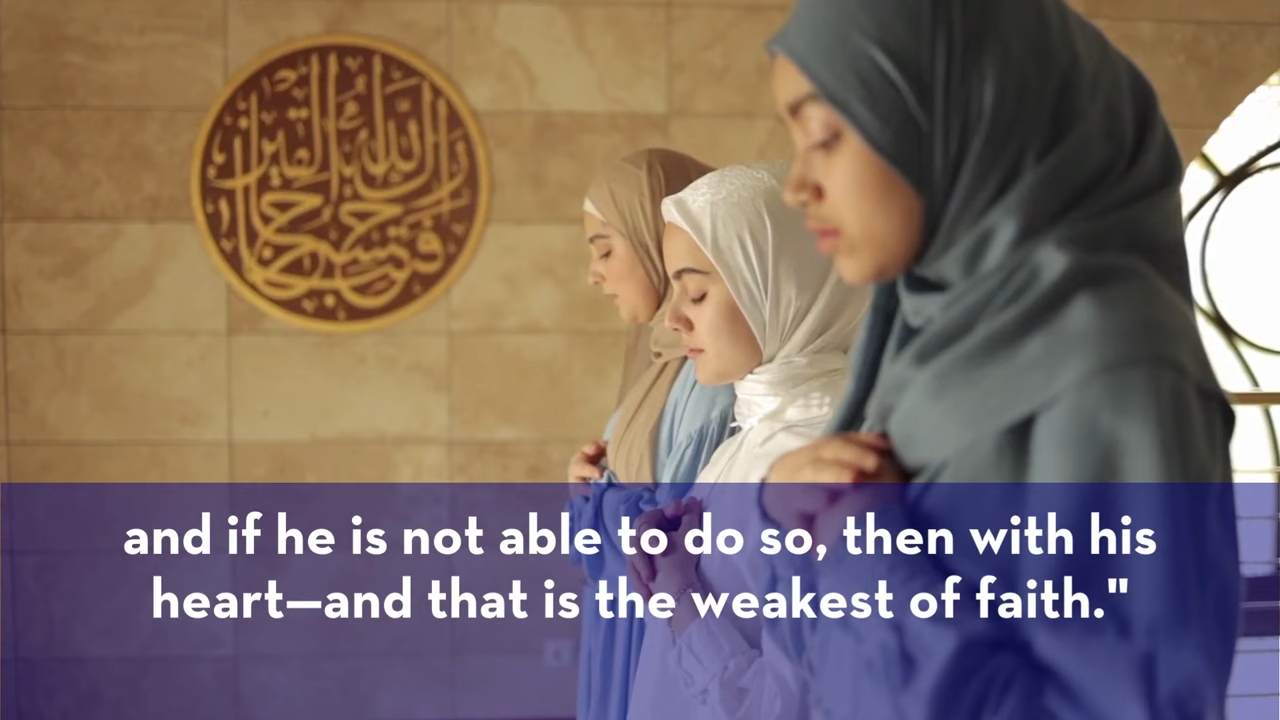 الله
and if he is not able to do so, then with his
heart—and that is the weakest of faith."